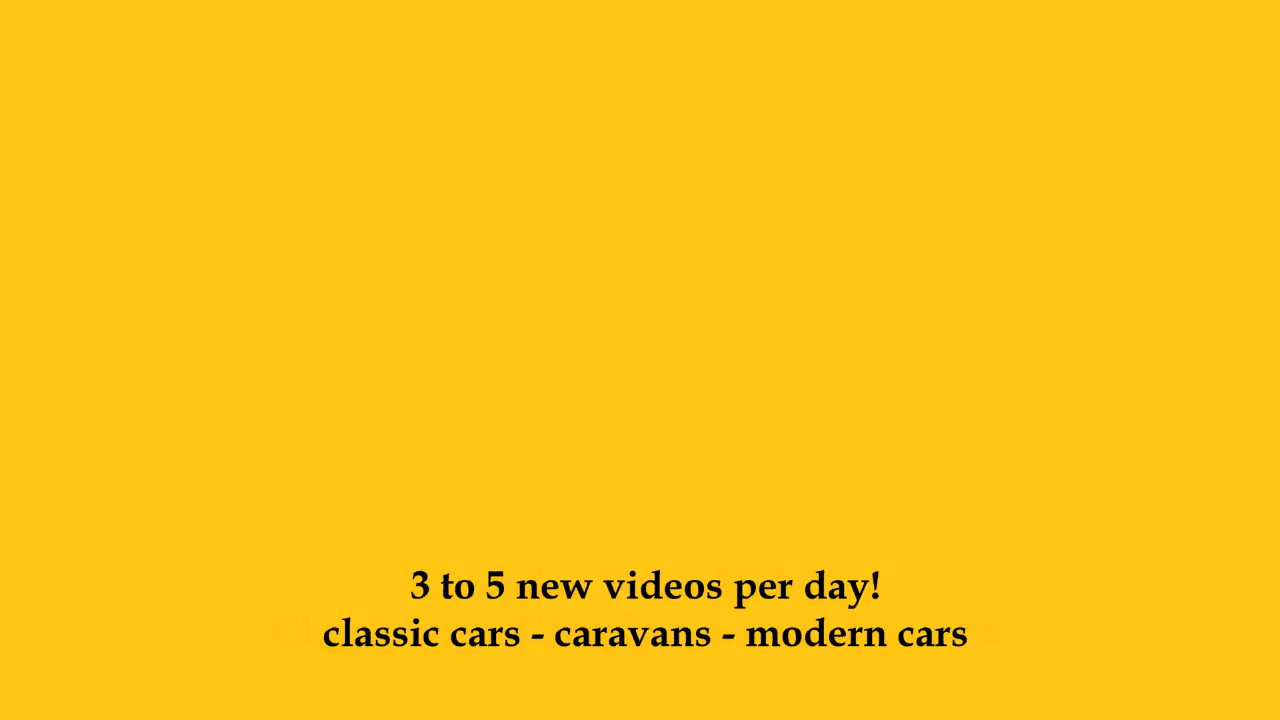 3 to 5 new videos per day!
classic cars - caravans - modern cars